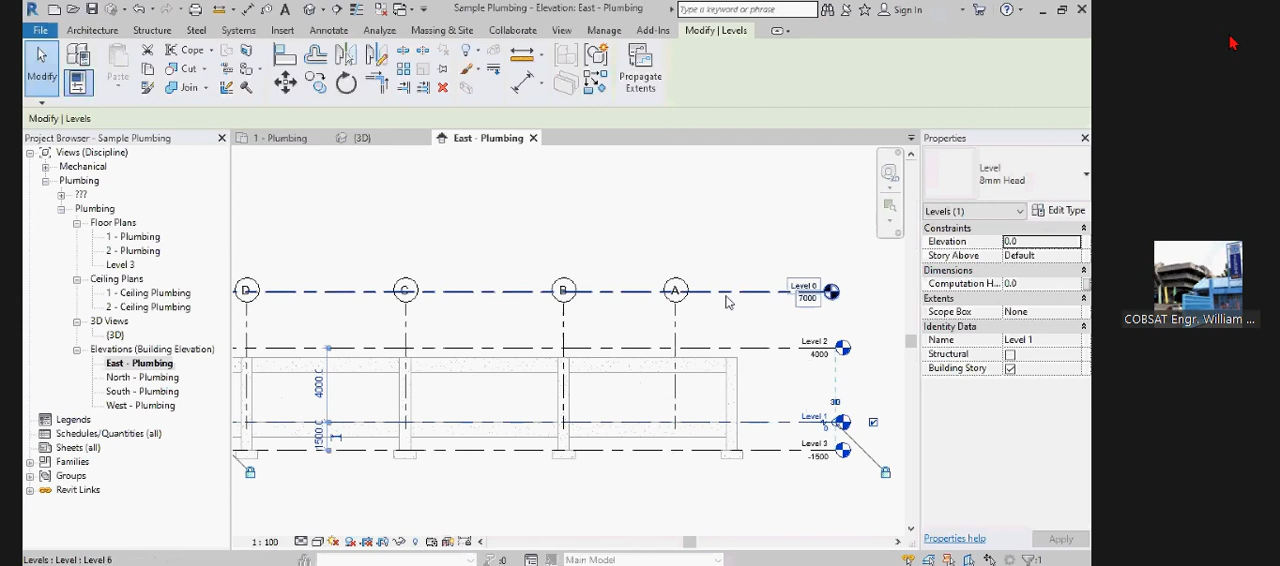 Sample Plumbing - Elevation: East - Plumbing
Type a keyword or phrase
Sign In
File Architecture Structure Steel Systems Insert Annotate Analyze Massing & Site Collaborate View Manage Add-Ins Modify | Levels
Modify
Paste
Cope
Cut
Join
Propagate
Extents
Modify | Levels
Project Browser - Sample Plumbing
1 - Plumbing
{3D}
East - Plumbing
Properties
Views (Discipline)
Mechanical
Plumbing
???
Plumbing
Floor Plans
1 - Plumbing
2 - Plumbing
Level 3
Ceiling Plans
1 - Ceiling Plumbing
2 - Ceiling Plumbing
3D Views
{3D}
Elevations (Building Elevation)
East - Plumbing
North - Plumbing
South - Plumbing
West - Plumbing
Legends
Schedules/Quantities (all)
Sheets (all)
Families
Groups
Revit Links
D
C
B
A
Level 6
7000
Level 2
4000
4000.0
3D
Level 1
1500.0
Level 3
-1500
1 : 100
Level
8mm Head
Levels (1)
Edit Type
Constraints
Elevation 0.0
Story Above Default
Dimensions
Computation H... 0.0
Extents
Scope Box None
Identity Data
Name Level 1
Structural
Building Story
Properties help
Apply
Levels : Level : Level 6
:0
Main Model
:1
COBSAT Engr. William ...